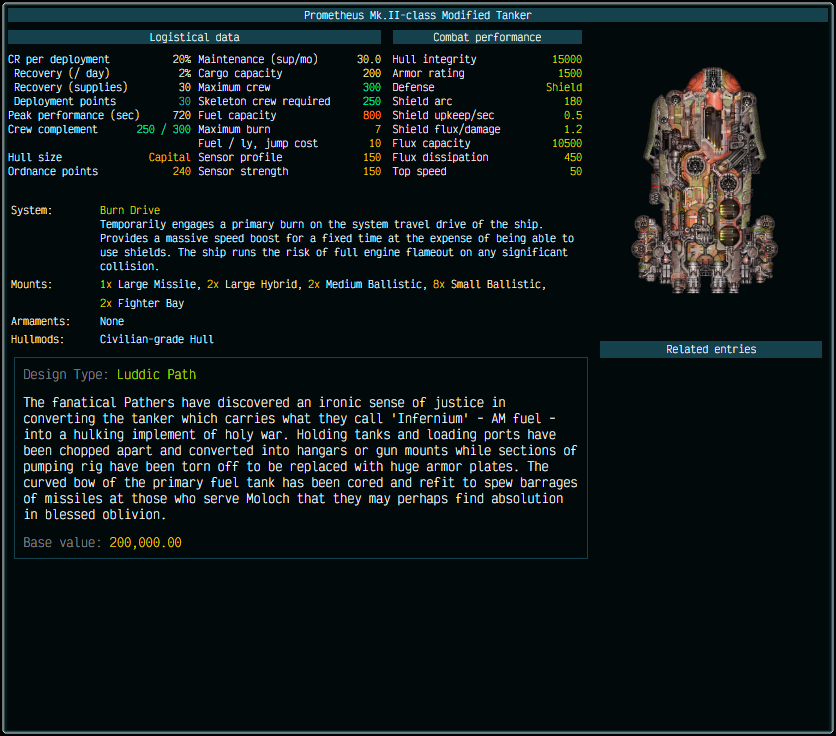 Prometheus Mk.II-class Modified Tanker
Logistical data
Combat performance
CR per deployment 20% Maintenance (sup/mo) 30.0 Hull integrity 15000
Recovery (/ day) 2% Cargo capacity 200 Armor rating 1500
Recovery (supplies) 30 Maximum crew 300 Defense Shield
Deployment points 30 Skeleton crew required 250 Shield arc 180
Peak performance (sec) 720 Fuel capacity 800 Shield upkeep/sec 0.5
Crew complement 250 / 300 Maximum burn 7 Shield flux/damage 1.2
Fuel / ly, jump cost 10 Flux capacity 10500
Hull size Capital Sensor profile 150 Flux dissipation 450
Ordnance points 240 Sensor strength 150 Top speed 50
System: Burn Drive
Temporarily engages a primary burn on the system travel drive of the ship.
Provides a massive speed boost for a fixed time at the expense of being able to
use shields. The ship runs the risk of full engine flameout on any significant
collision.
Mounts: 1x Large Missile, 2x Large Hybrid, 2x Medium Ballistic, 8x Small Ballistic,
2x Fighter Bay
Armaments: None
Hullmods: Civilian-grade Hull
Related entries
Design Type: Luddic Path
The fanatical Pathers have discovered an ironic sense of justice in
converting the tanker which carries what they call 'Infernium' - AM fuel -
into a hulking implement of holy war. Holding tanks and loading ports have
been chopped apart and converted into hangars or gun mounts while sections of
pumping rig have been torn off to be replaced with huge armor plates. The
curved bow of the primary fuel tank has been cored and refit to spew barrages
of missiles at those who serve Moloch that they may perhaps find absolution
in blessed oblivion.
Base value: 200,000.00